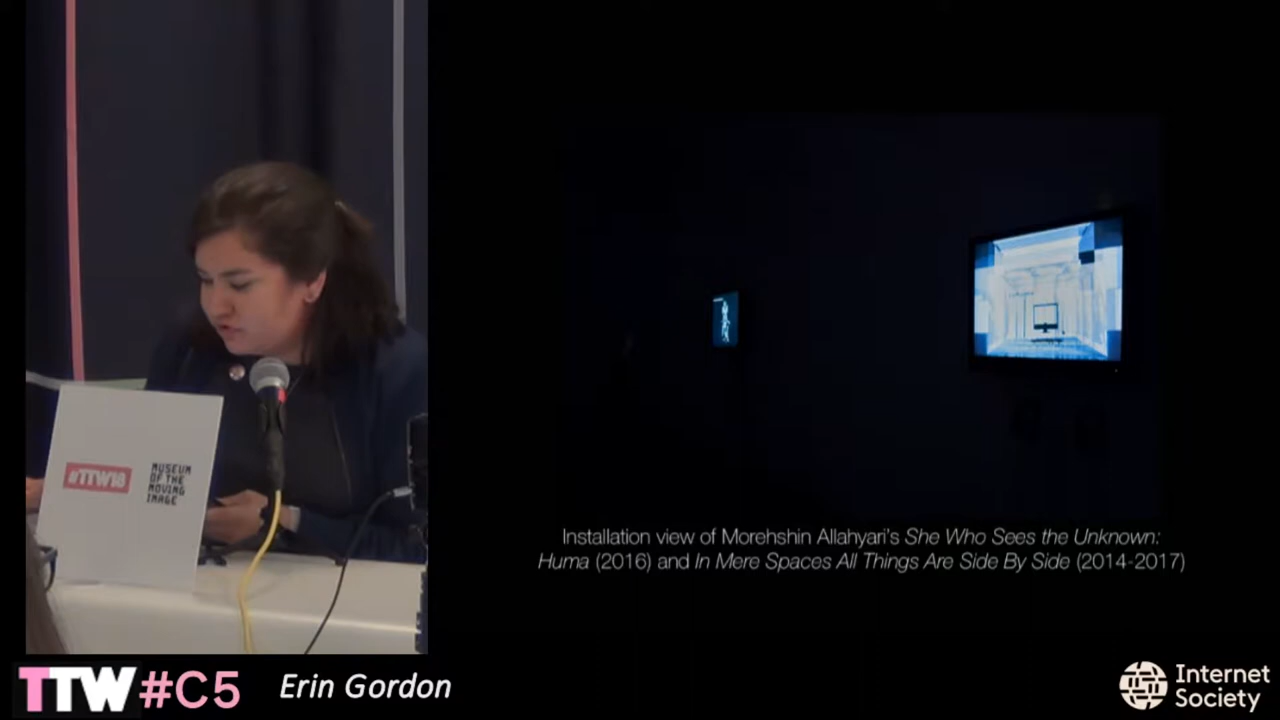 #TTW18
MUSEUM
OF THE
MOVING
IMAGE
Installation view of Morehshin Allahyari's She Who Sees the Unknown:
Huma (2016) and In Mere Spaces All Things Are Side By Side (2014-2017)
TTW #C5
Erin Gordon
Internet
Society